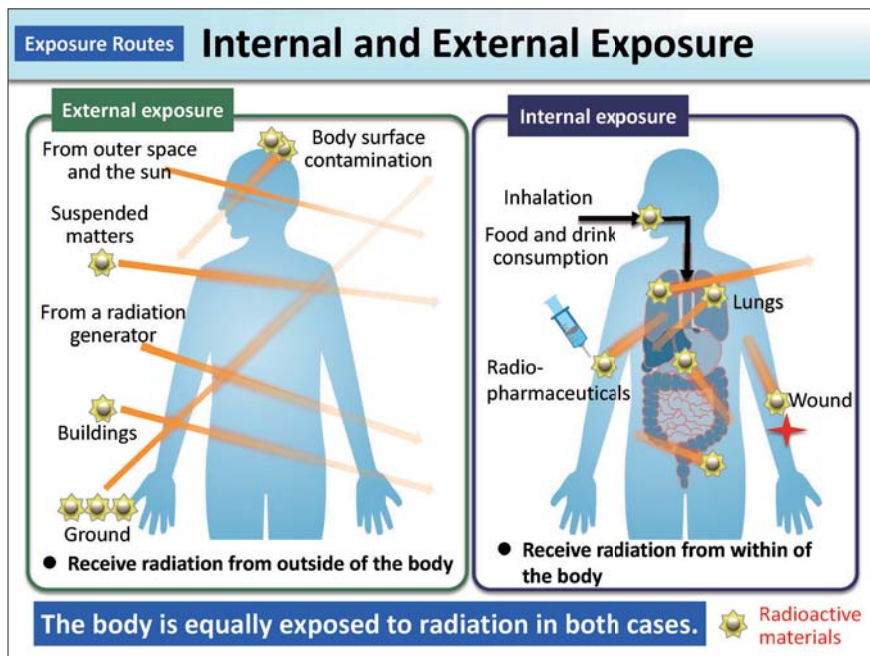 Exposure Routes
Internal and External Exposure
External exposure
From outer space
and the sun
Body surface
contamination
Suspended
matters
From a radiation
generator
Buildings
Ground
● Receive radiation from outside of the body
Internal exposure
Inhalation
Food and drink
consumption
Lungs
Radio-
pharmaceuticals
Wound
● Receive radiation from within of
the body
The body is equally exposed to radiation in both cases.
Radioactive
materials